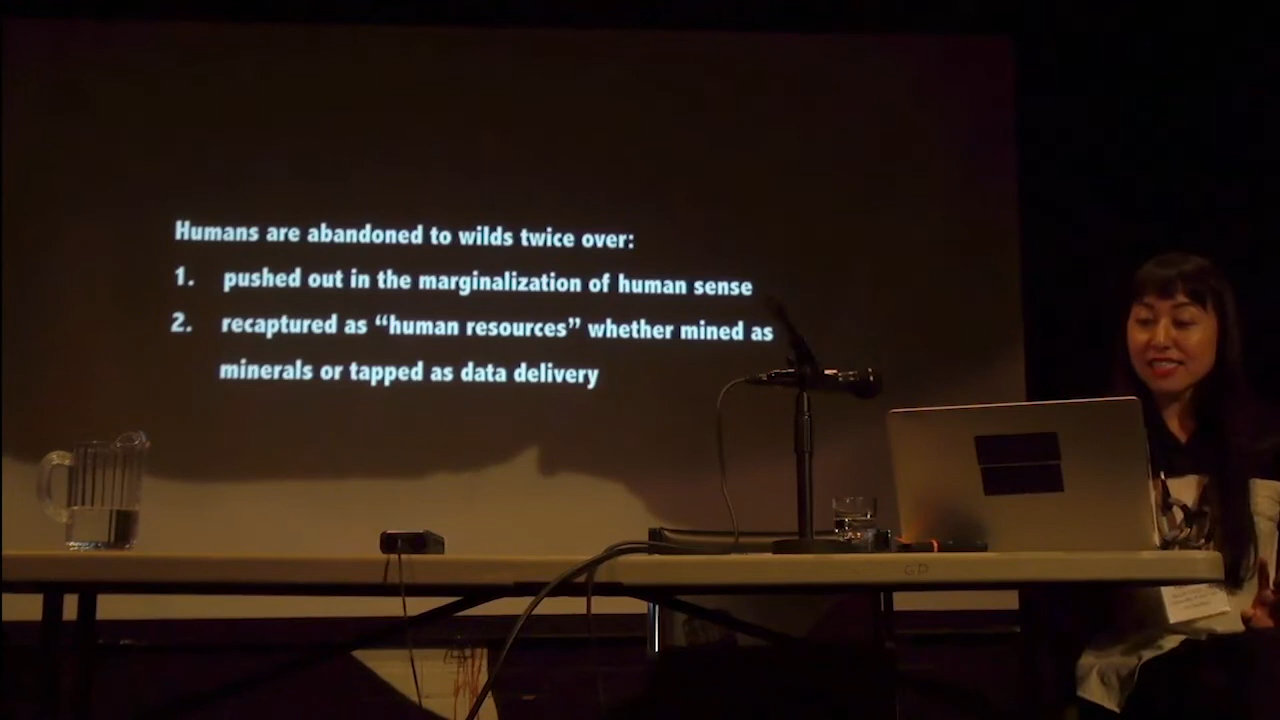 Humans are abandoned to wilds twice over:
1. pushed out in the marginalization of human sense
2. recaptured as “human resources” whether mined as
minerals or tapped as data delivery
GD